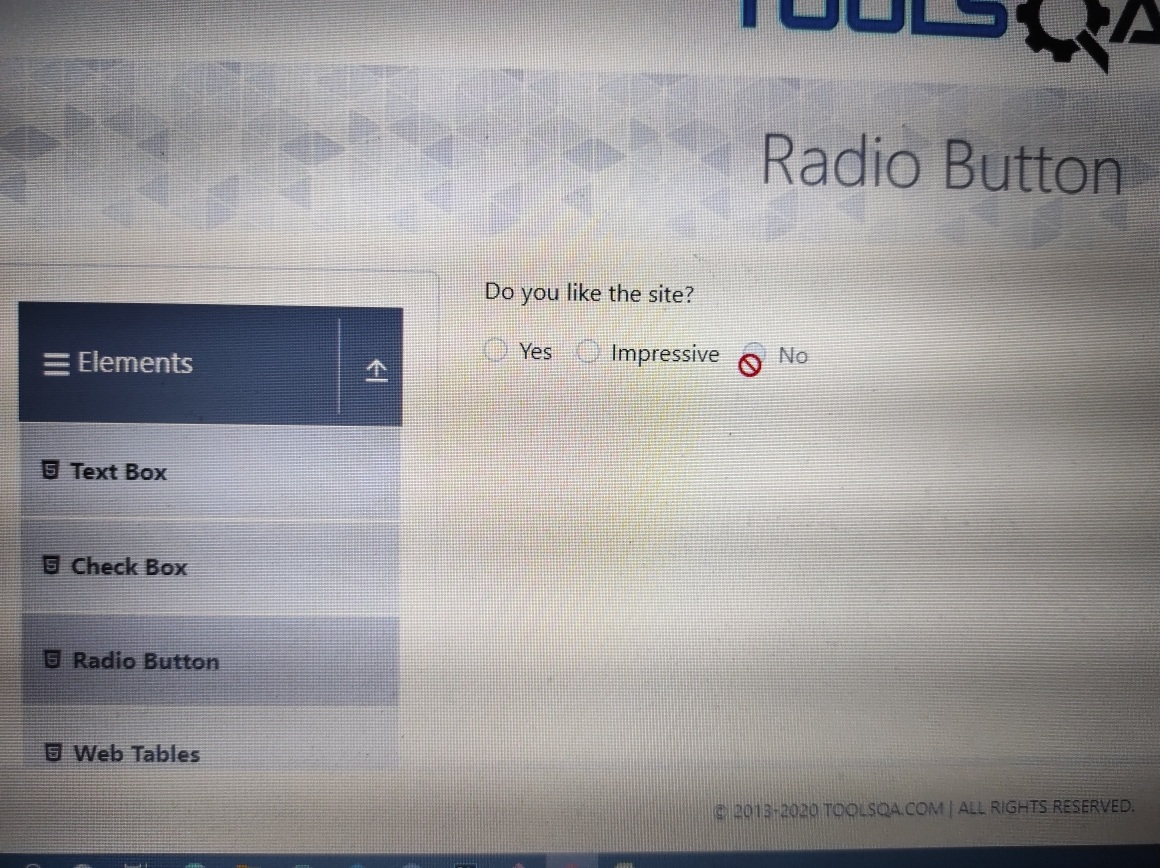 TOOLSQA
Radio Button
Do you like the site?
Yes Impressive No
Elements
Text Box
Check Box
Radio Button
Web Tables
© 2013-2020 TOOLSQA.COM | ALL RIGHTS RESERVED.